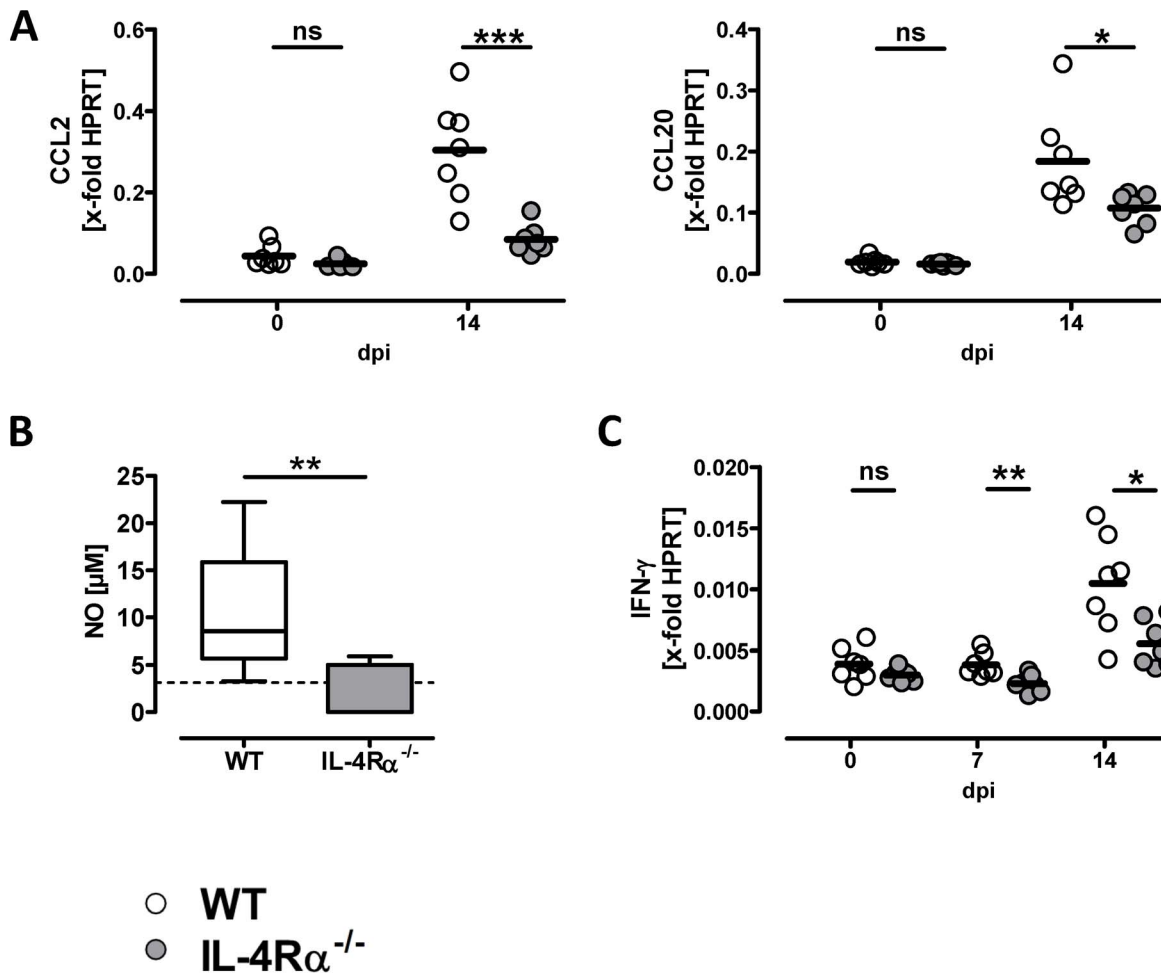 A
CCL2
[x-fold HPRT]
0.6
0.4
0.2
0.0
ns
***
0
14
dpi
CCL20
[x-fold HPRT]
0.4
0.3
0.2
0.1
0.0
ns
*
0
14
dpi
B
NO [µM]
25
20
15
10
5
0
**
WT
IL-4Rα-/-
C
IFN-γ
[x-fold HPRT]
0.020
0.015
0.010
0.005
0.000
ns
**
*
0
7
14
dpi
WT
IL-4Rα-/-